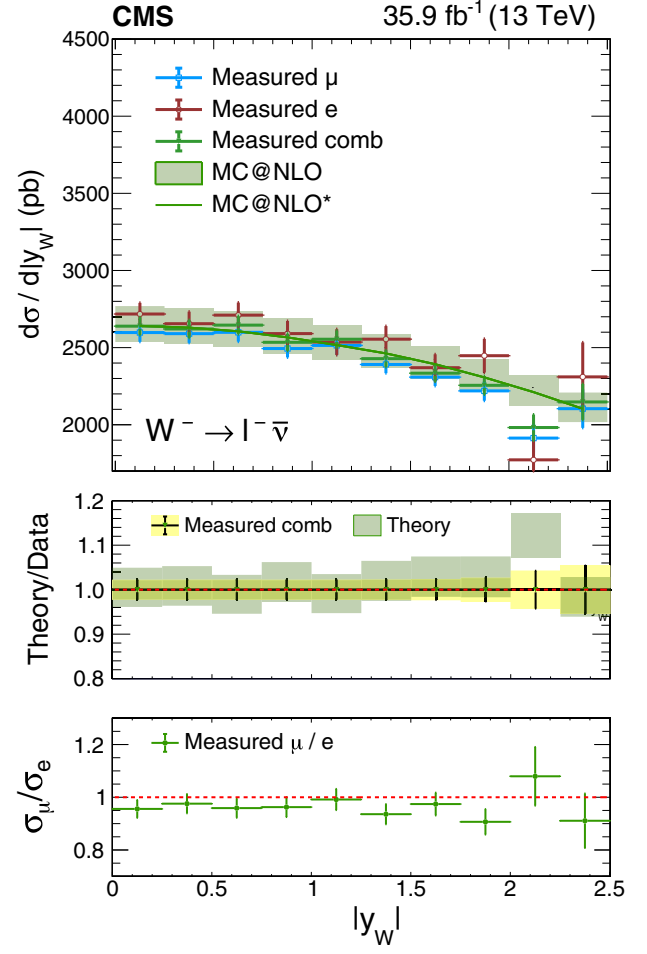 CMS 35.9 fb⁻¹ (13 TeV)
dσ / d|y_W| (pb)
4500
4000
3500
3000
2500
2000
Measured μ
Measured e
Measured comb
MC@NLO
MC@NLO*
W⁻ → l⁻ ν̄
Theory/Data
1.2
1.1
1.0
0.9
0.8
Measured comb Theory
W
σ_μ/σ_e
1.2
1
0.8
Measured μ / e
0 0.5 1 1.5 2 2.5
|y_W|